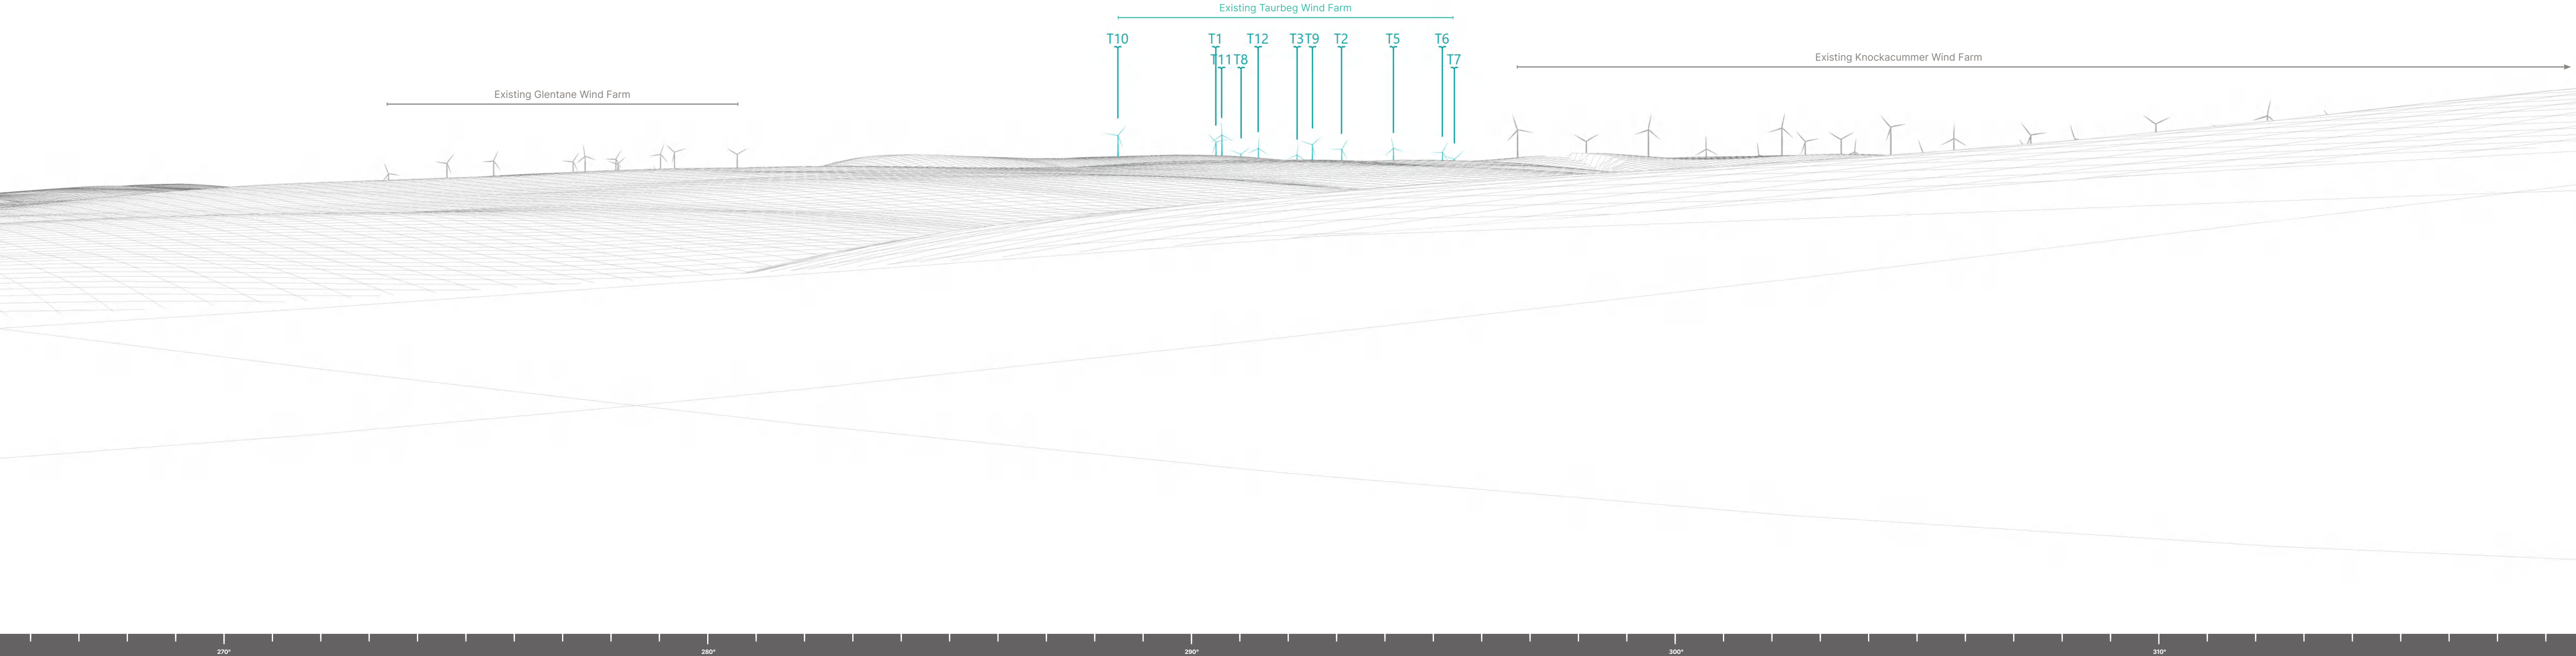 Existing Taurbeg Wind Farm
T10 T1 T12 T3 T9 T2 T5 T6
T11 T8 T7
Existing Knockacummer Wind Farm
Existing Glentane Wind Farm
270° 280° 290° 300° 310°